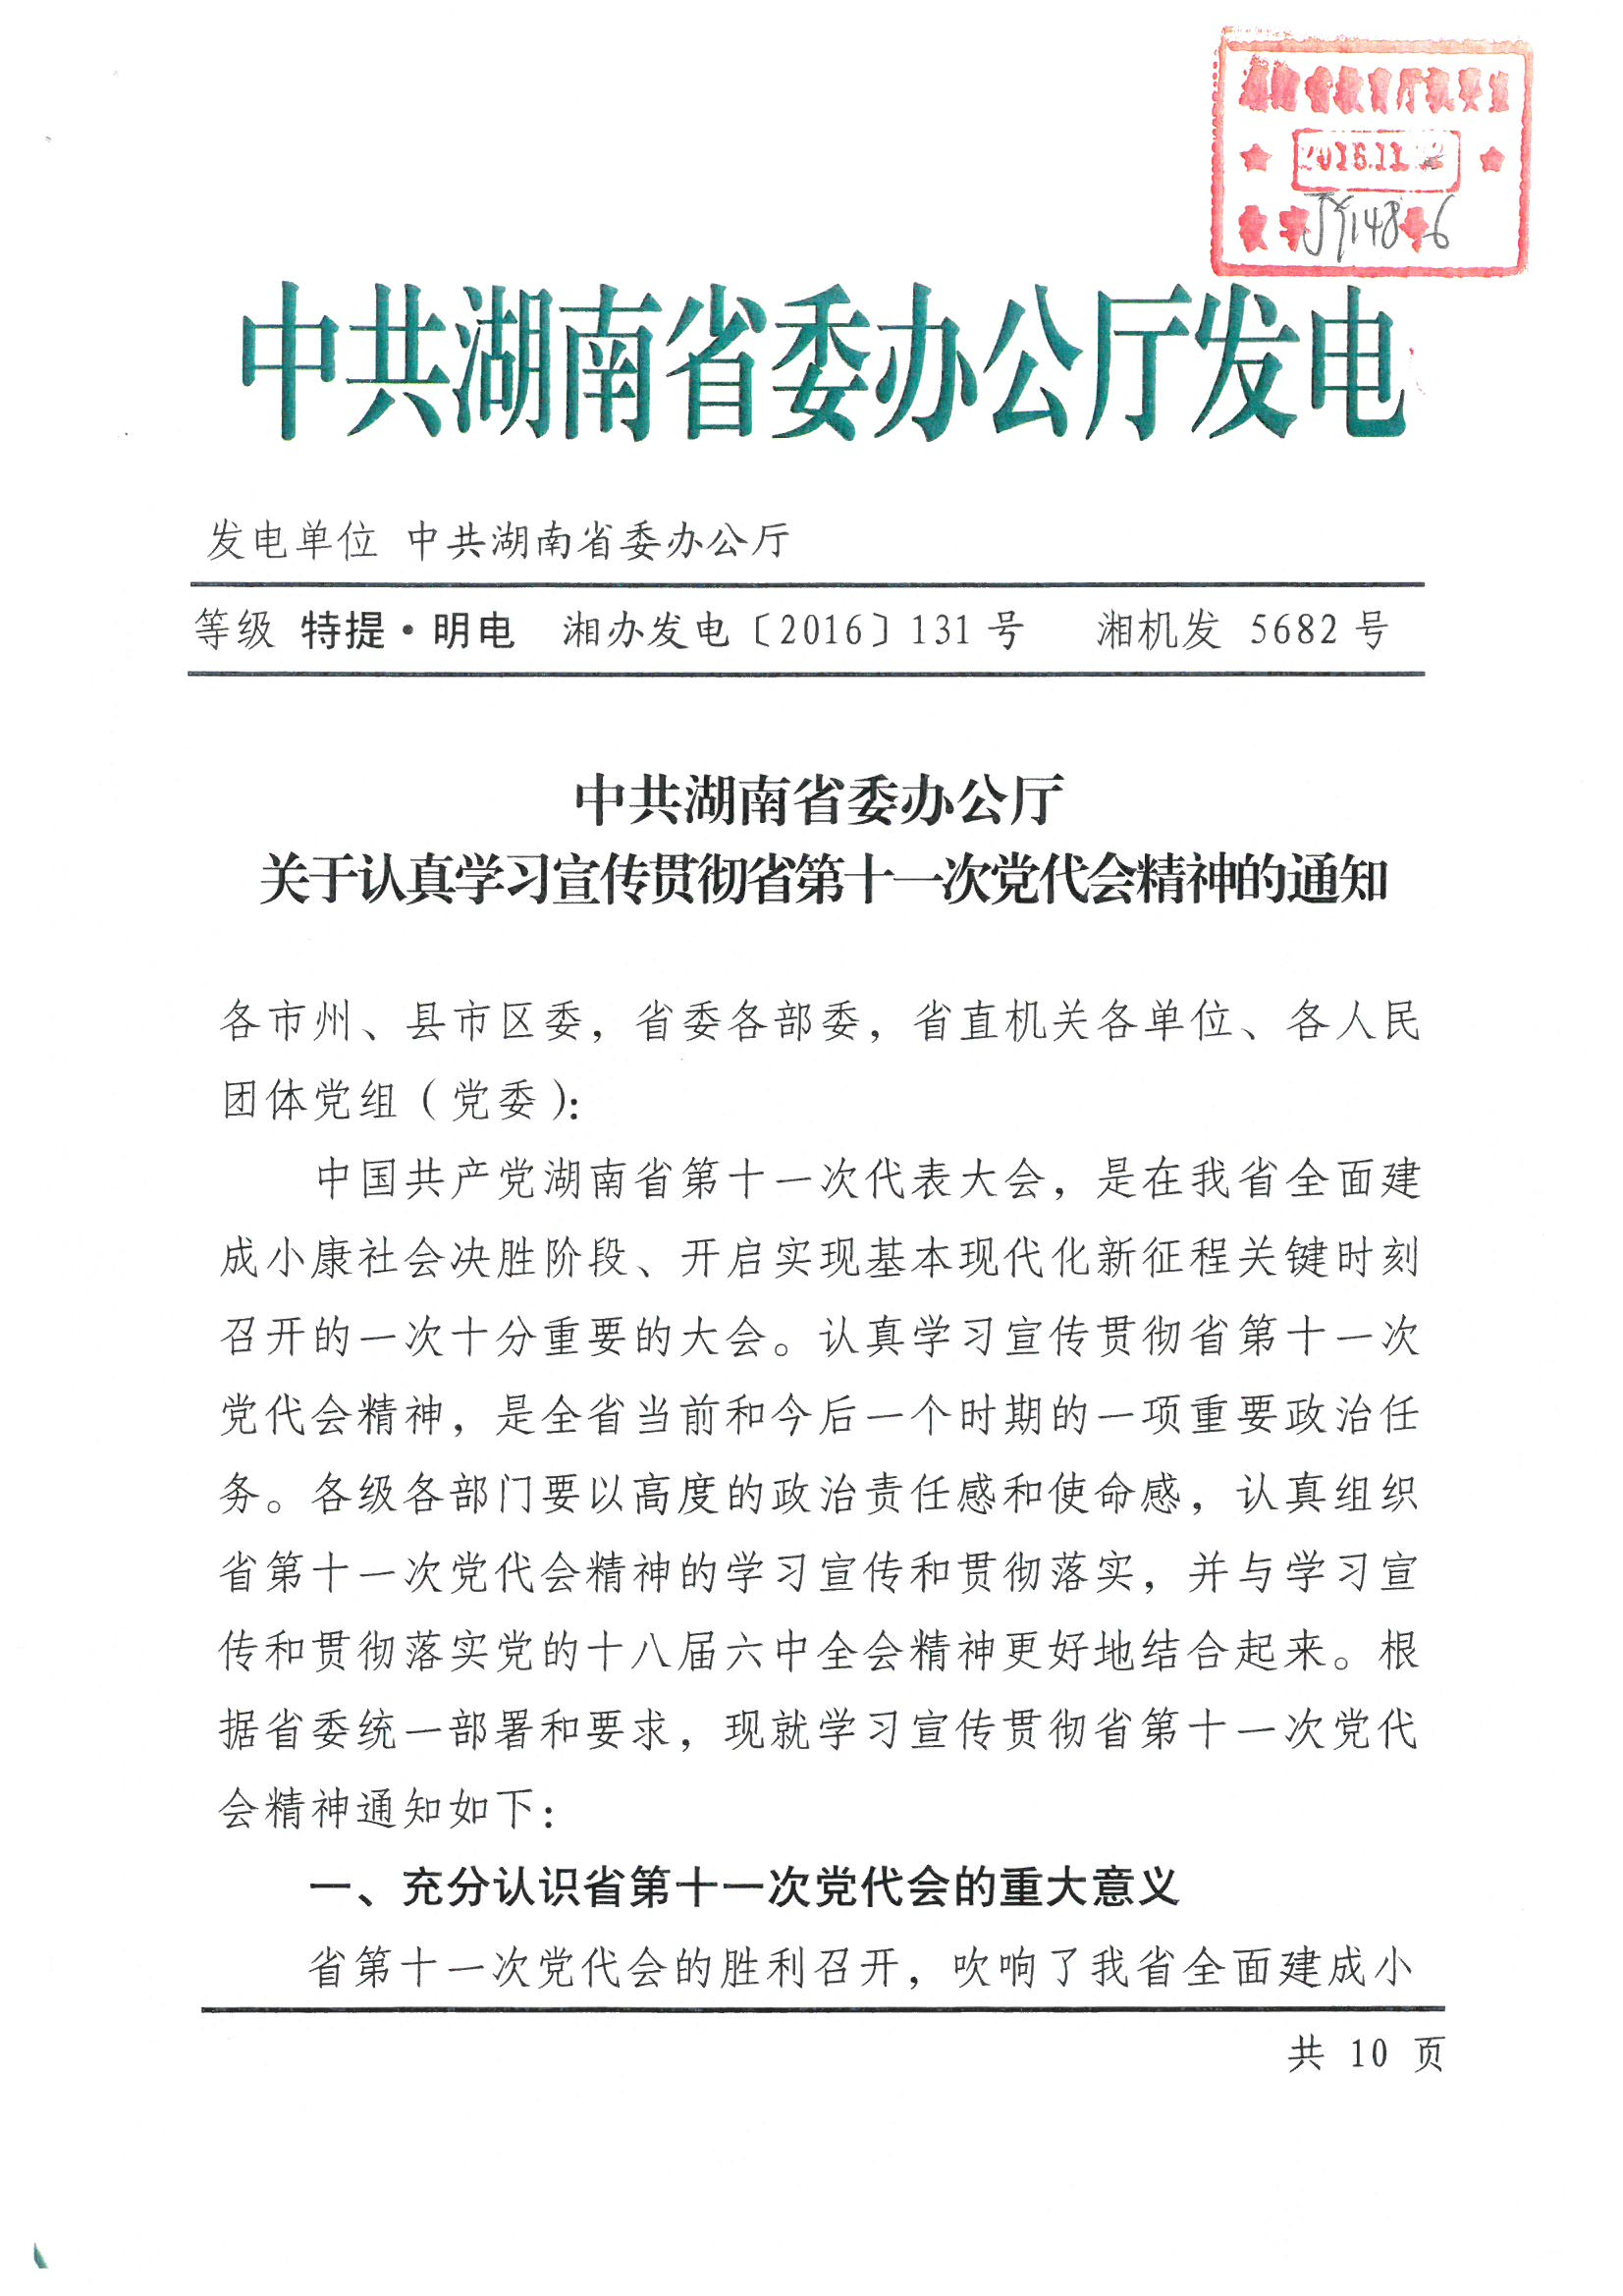 2016.11
中共湖南省委办公厅发电
发电单位 中共湖南省委办公厅
等级 特提·明电 湘办发电〔2016〕131号 湘机发 5682号
中共湖南省委办公厅
关于认真学习宣传贯彻省第十一次党代会精神的通知
各市州、县市区委，省委各部委，省直机关各单位、各人民
团体党组（党委）：
中国共产党湖南省第十一次代表大会，是在我省全面建
成小康社会决胜阶段、开启实现基本现代化新征程关键时刻
召开的一次十分重要的大会。认真学习宣传贯彻省第十一次
党代会精神，是全省当前和今后一个时期的一项重要政治任
务。各级各部门要以高度的政治责任感和使命感，认真组织
省第十一次党代会精神的学习宣传和贯彻落实，并与学习宣
传和贯彻落实党的十八届六中全会精神更好地结合起来。根
据省委统一部署和要求，现就学习宣传贯彻省第十一次党代
会精神通知如下：
一、充分认识省第十一次党代会的重大意义
省第十一次党代会的胜利召开，吹响了我省全面建成小
共 10 页